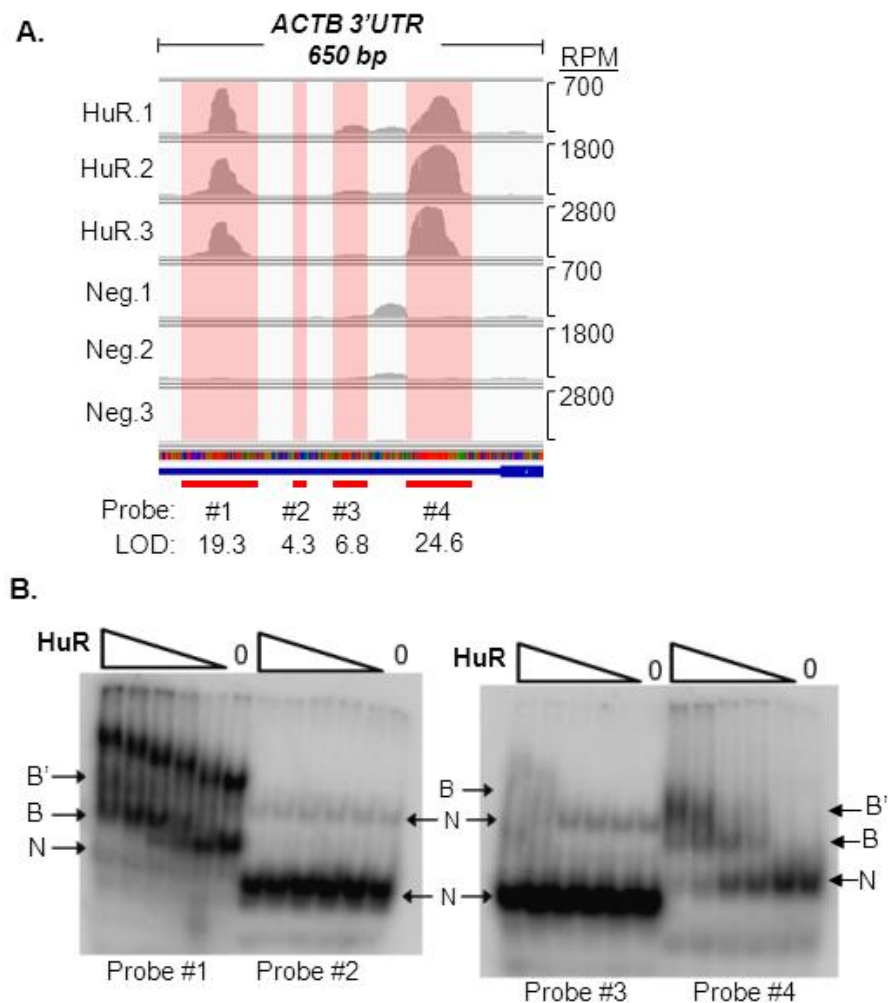 A.
ACTB 3'UTR
650 bp
RPM
HuR.1
700
HuR.2
1800
HuR.3
2800
Neg.1
700
Neg.2
1800
Neg.3
2800
Probe: #1 #2 #3 #4
LOD: 19.3 4.3 6.8 24.6
B.
HuR 0 0 HuR 0 0
B'
B
N
N
N
B
N
B'
B
N
Probe #1 Probe #2 Probe #3 Probe #4